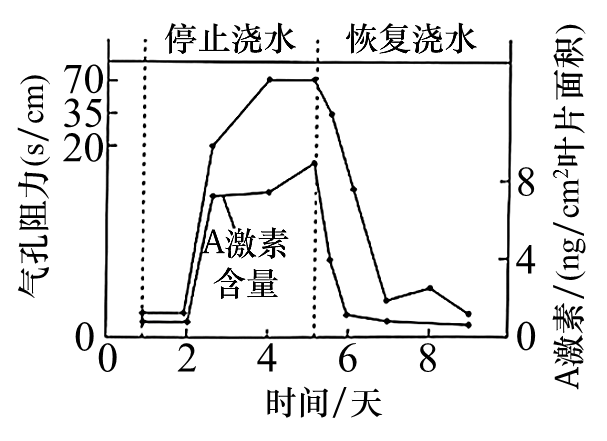 停止浇水
恢复浇水
气孔阻力(s/cm)
70
35
20
0
A激素
含量
8
4
0
A激素/(ng/cm²叶片面积)
0
2
4
6
8
时间/天